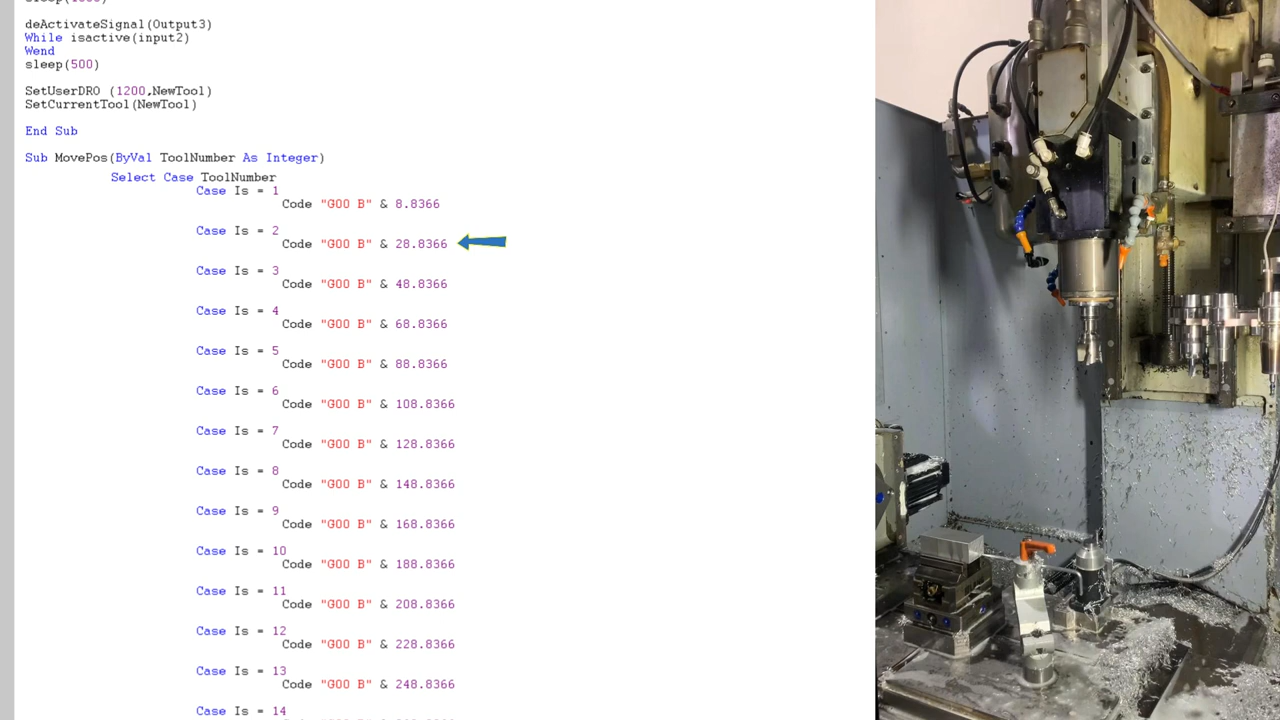 deActivateSignal(Output3)
While isactive(input2)
Wend
sleep(500)
SetUserDRO (1200,NewTool)
SetCurrentTool(NewTool)
End Sub
Sub MovePos(ByVal ToolNumber As Integer)
Select Case ToolNumber
Case Is = 1
Code "G00 B" & 8.8366
Case Is = 2
Code "G00 B" & 28.8366
Case Is = 3
Code "G00 B" & 48.8366
Case Is = 4
Code "G00 B" & 68.8366
Case Is = 5
Code "G00 B" & 88.8366
Case Is = 6
Code "G00 B" & 108.8366
Case Is = 7
Code "G00 B" & 128.8366
Case Is = 8
Code "G00 B" & 148.8366
Case Is = 9
Code "G00 B" & 168.8366
Case Is = 10
Code "G00 B" & 188.8366
Case Is = 11
Code "G00 B" & 208.8366
Case Is = 12
Code "G00 B" & 228.8366
Case Is = 13
Code "G00 B" & 248.8366
Case Is = 14